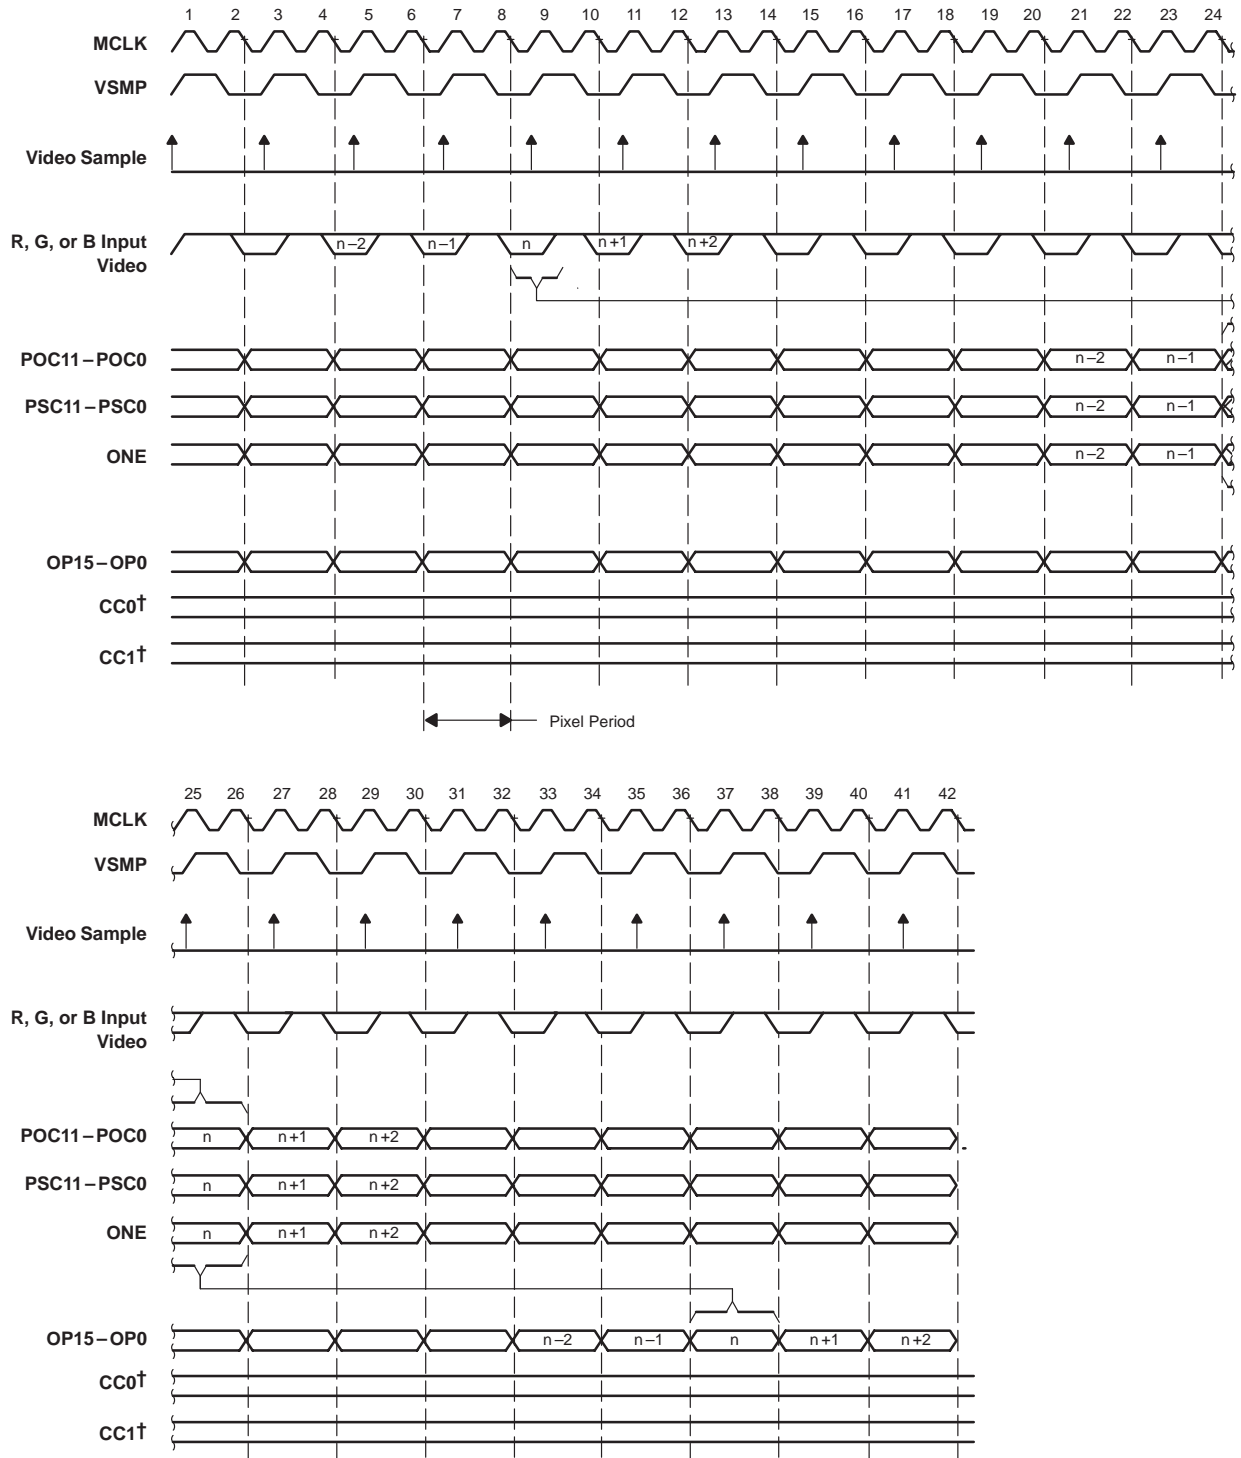 1 2 3 4 5 6 7 8 9 10 11 12 13 14 15 16 17 18 19 20 21 22 23 24
MCLK
VSMP
Video Sample
R, G, or B Input
Video
n–2 n–1 n n+1 n+2
POC11–POC0 n–2 n–1
PSC11–PSC0 n–2 n–1
ONE n–2 n–1
OP15–OP0
CC0†
CC1†
Pixel Period
25 26 27 28 29 30 31 32 33 34 35 36 37 38 39 40 41 42
MCLK
VSMP
Video Sample
R, G, or B Input
Video
POC11–POC0 n n+1 n+2
PSC11–PSC0 n n+1 n+2
ONE n n+1 n+2
OP15–OP0 n–2 n–1 n n+1 n+2
CC0†
CC1†